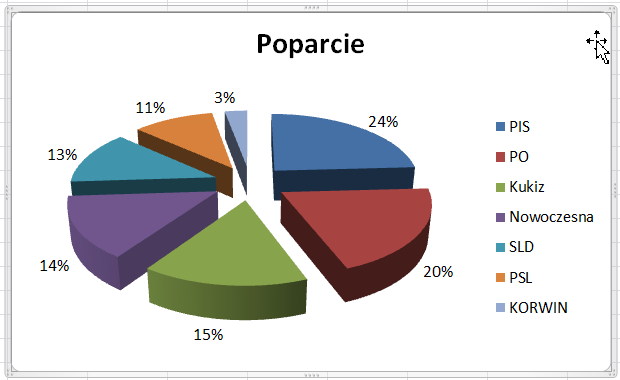 Poparcie
3%
11%
24%
13%
14%
20%
15%
PIS
PO
Kukiz
Nowoczesna
SLD
PSL
KORWIN